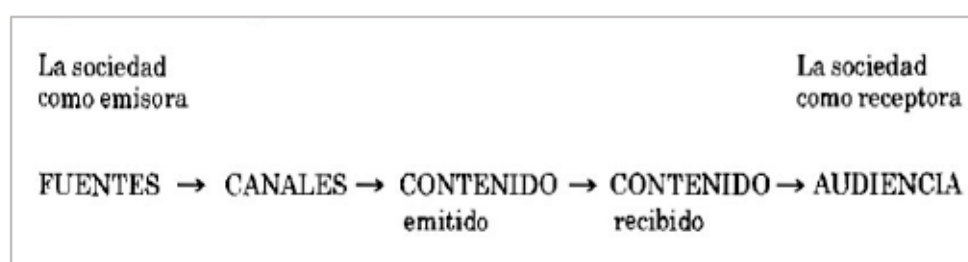 La sociedad
como emisora
La sociedad
como receptora
FUENTES → CANALES → CONTENIDO → CONTENIDO → AUDIENCIA
emitido
recibido